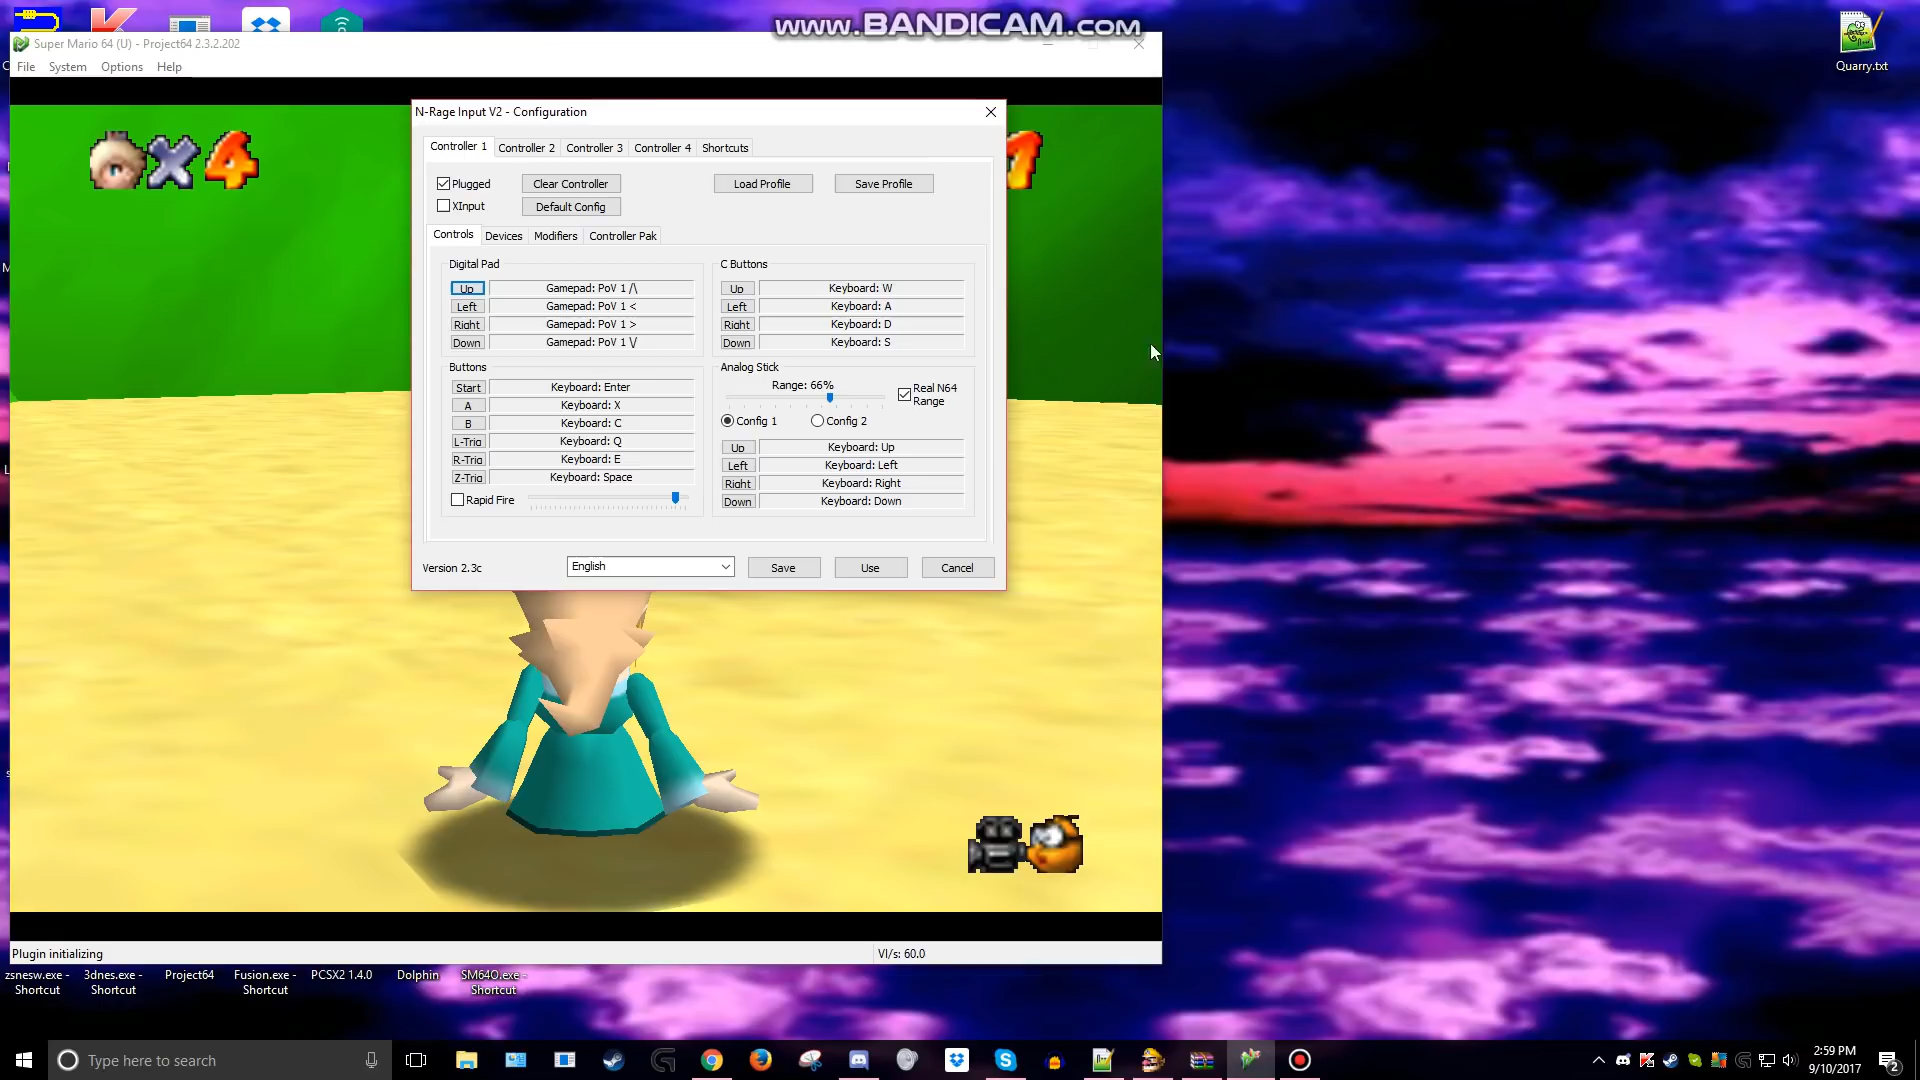 www.BANDICAM.com
Quarry.txt
Super Mario 64 (U) - Project64 2.3.2.202
File System Options Help
4
N-Rage Input V2 - Configuration
Controller 1 Controller 2 Controller 3 Controller 4 Shortcuts
Plugged Clear Controller Load Profile Save Profile
XInput Default Config
Controls Devices Modifiers Controller Pak
Digital Pad
Up Gamepad: PoV 1 /\
Left Gamepad: PoV 1 <
Right Gamepad: PoV 1 >
Down Gamepad: PoV 1 \/
C Buttons
Up Keyboard: W
Left Keyboard: A
Right Keyboard: D
Down Keyboard: S
Buttons
Start Keyboard: Enter
A Keyboard: X
B Keyboard: C
L-Trig Keyboard: Q
R-Trig Keyboard: E
Z-Trig Keyboard: Space
Rapid Fire
Analog Stick
Range: 66%
Real N64
Range
Config 1 Config 2
Up Keyboard: Up
Left Keyboard: Left
Right Keyboard: Right
Down Keyboard: Down
Version 2.3c English Save Use Cancel
Plugin initializing VI/s: 60.0
zsnesw.exe - Shortcut
3dnes.exe - Shortcut
Project64
Fusion.exe - Shortcut
PCSX2 1.4.0
Dolphin
SM64O.exe - Shortcut
Type here to search
2:59 PM
9/10/2017
2